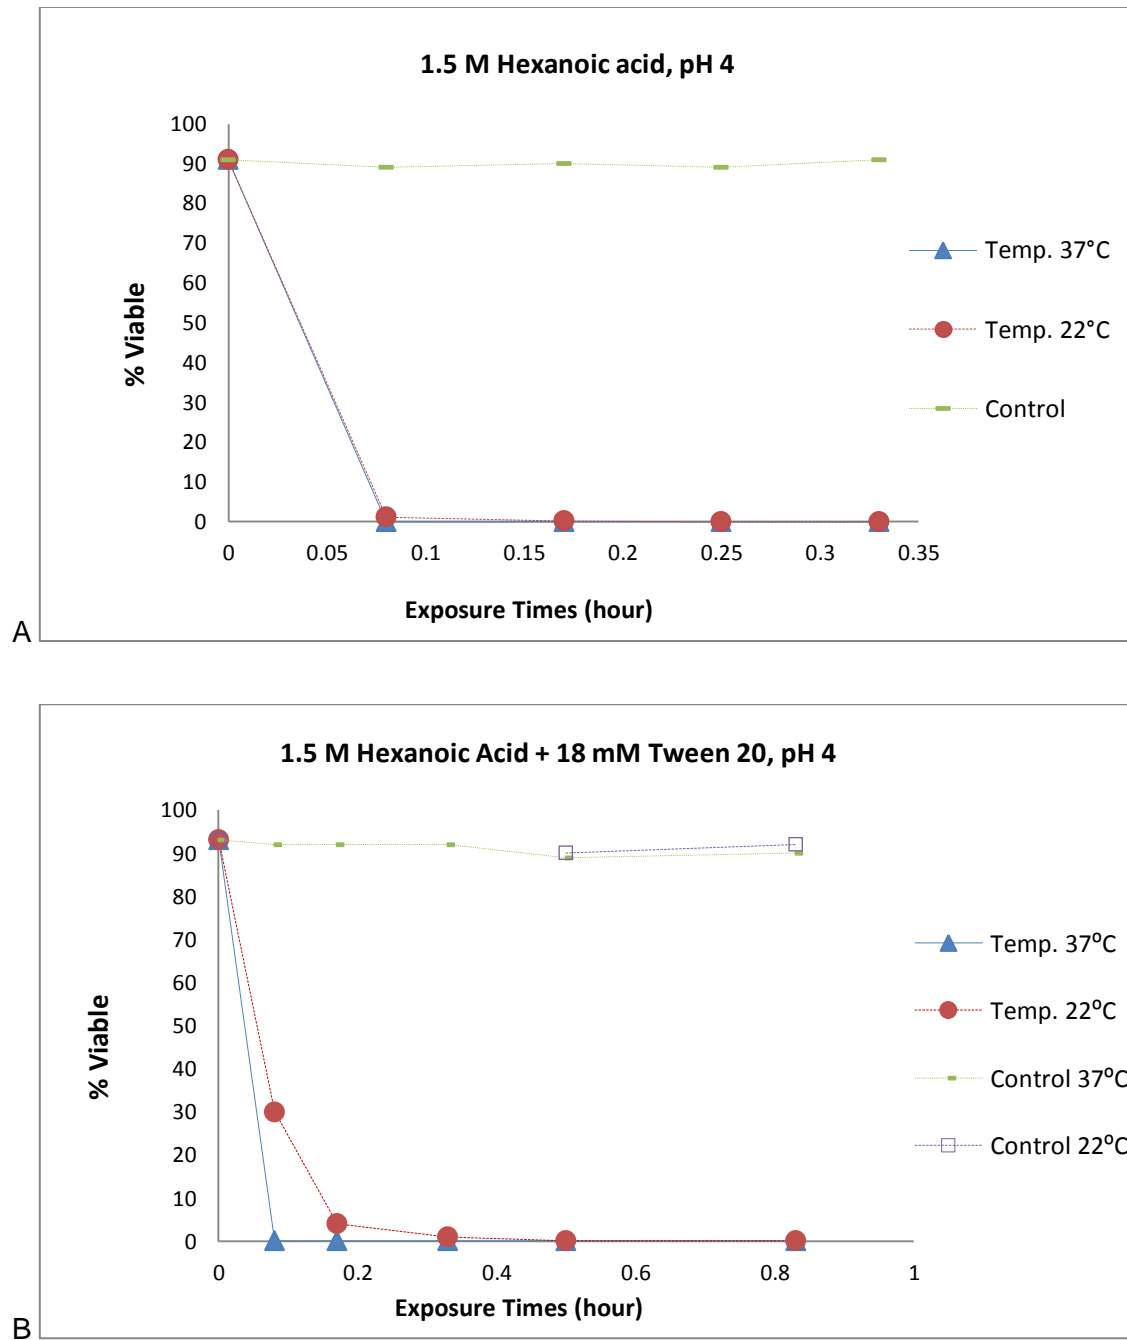 1.5 M Hexanoic acid, pH 4
100
90
80
70
60
50
40
30
20
10
0
% Viable
0 0.05 0.1 0.15 0.2 0.25 0.3 0.35
Exposure Times (hour)
Temp. 37°C
Temp. 22°C
Control
A
1.5 M Hexanoic Acid + 18 mM Tween 20, pH 4
100
90
80
70
60
50
40
30
20
10
0
% Viable
0 0.2 0.4 0.6 0.8 1
Exposure Times (hour)
Temp. 37⁰C
Temp. 22⁰C
Control 37⁰C
Control 22⁰C
B